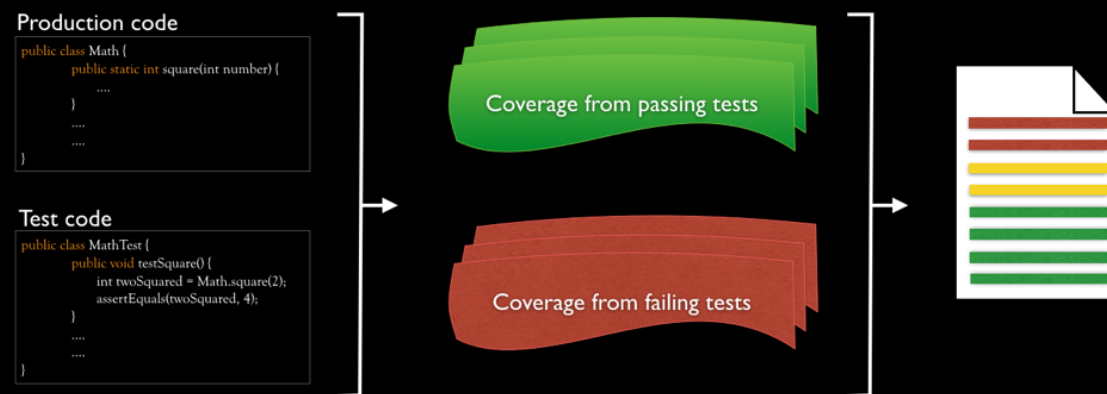 Production code
public class Math {
public static int square(int number) {
....
}
....
....
}
Test code
public class MathTest {
public void testSquare() {
int twoSquared = Math.square(2);
assertEquals(twoSquared, 4);
}
....
....
}
Coverage from passing tests
Coverage from failing tests